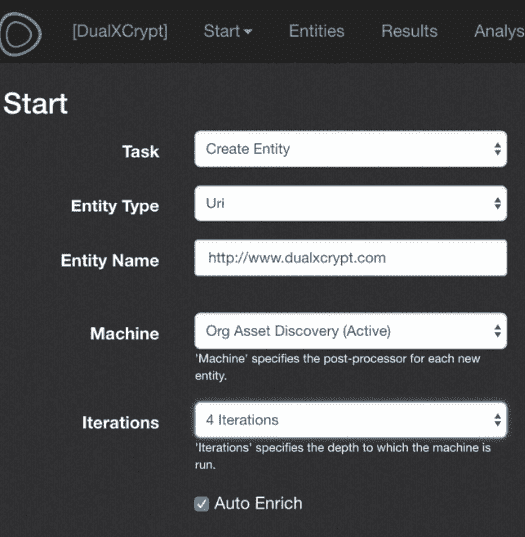 [DualXCrypt] Start Entities Results Analys
Start
Task Create Entity
Entity Type Uri
Entity Name http://www.dualxcrypt.com
Machine Org Asset Discovery (Active)
'Machine' specifies the post-processor for each new
entity.
Iterations 4 Iterations
'Iterations' specifies the depth to which the machine is
run.
Auto Enrich